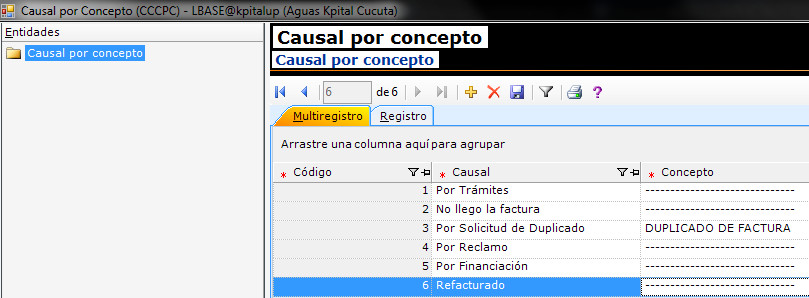 Causal por Concepto (CCCPC) - LBASE@kpitalup (Aguas Kpital Cucuta)
Entidades
Causal por concepto
Causal por concepto
Causal por concepto
6 de 6
Multiregistro Registro
Arrastre una columna aquí para agrupar
* Código * Causal * Concepto
1 Por Trámites ------------------------------
2 No llego la factura ------------------------------
3 Por Solicitud de Duplicado DUPLICADO DE FACTURA
4 Por Reclamo ------------------------------
5 Por Financiación ------------------------------
6 Refacturado ------------------------------